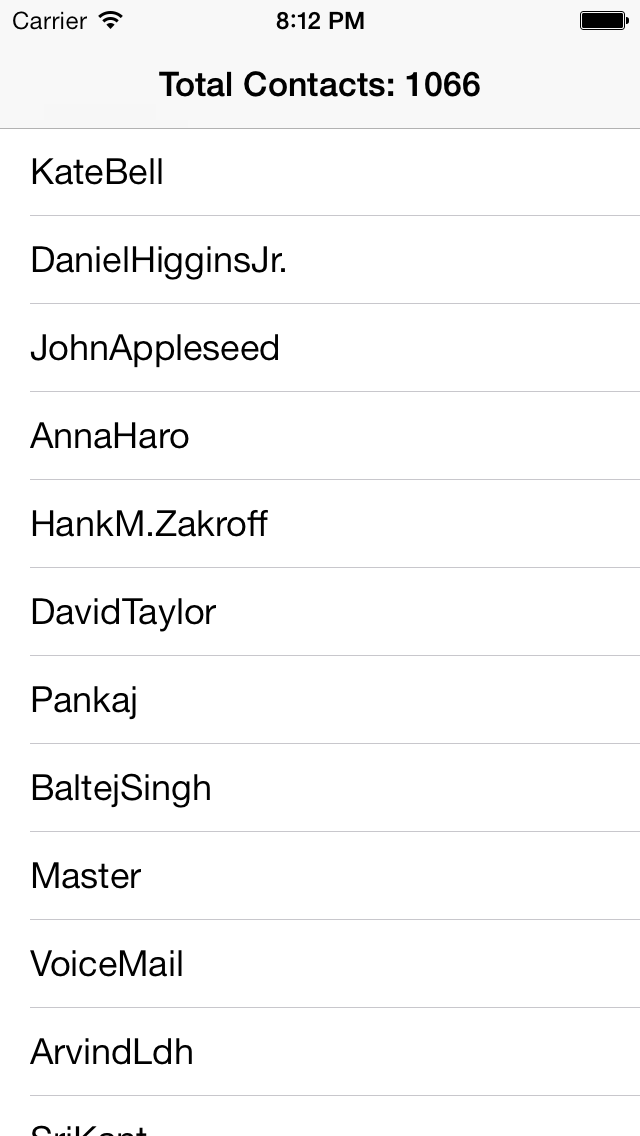 Carrier 8:12 PM
Total Contacts: 1066
KateBell
DanielHigginsJr.
JohnAppleseed
AnnaHaro
HankM.Zakroff
DavidTaylor
Pankaj
BaltejSingh
Master
VoiceMail
ArvindLdh
SriKant